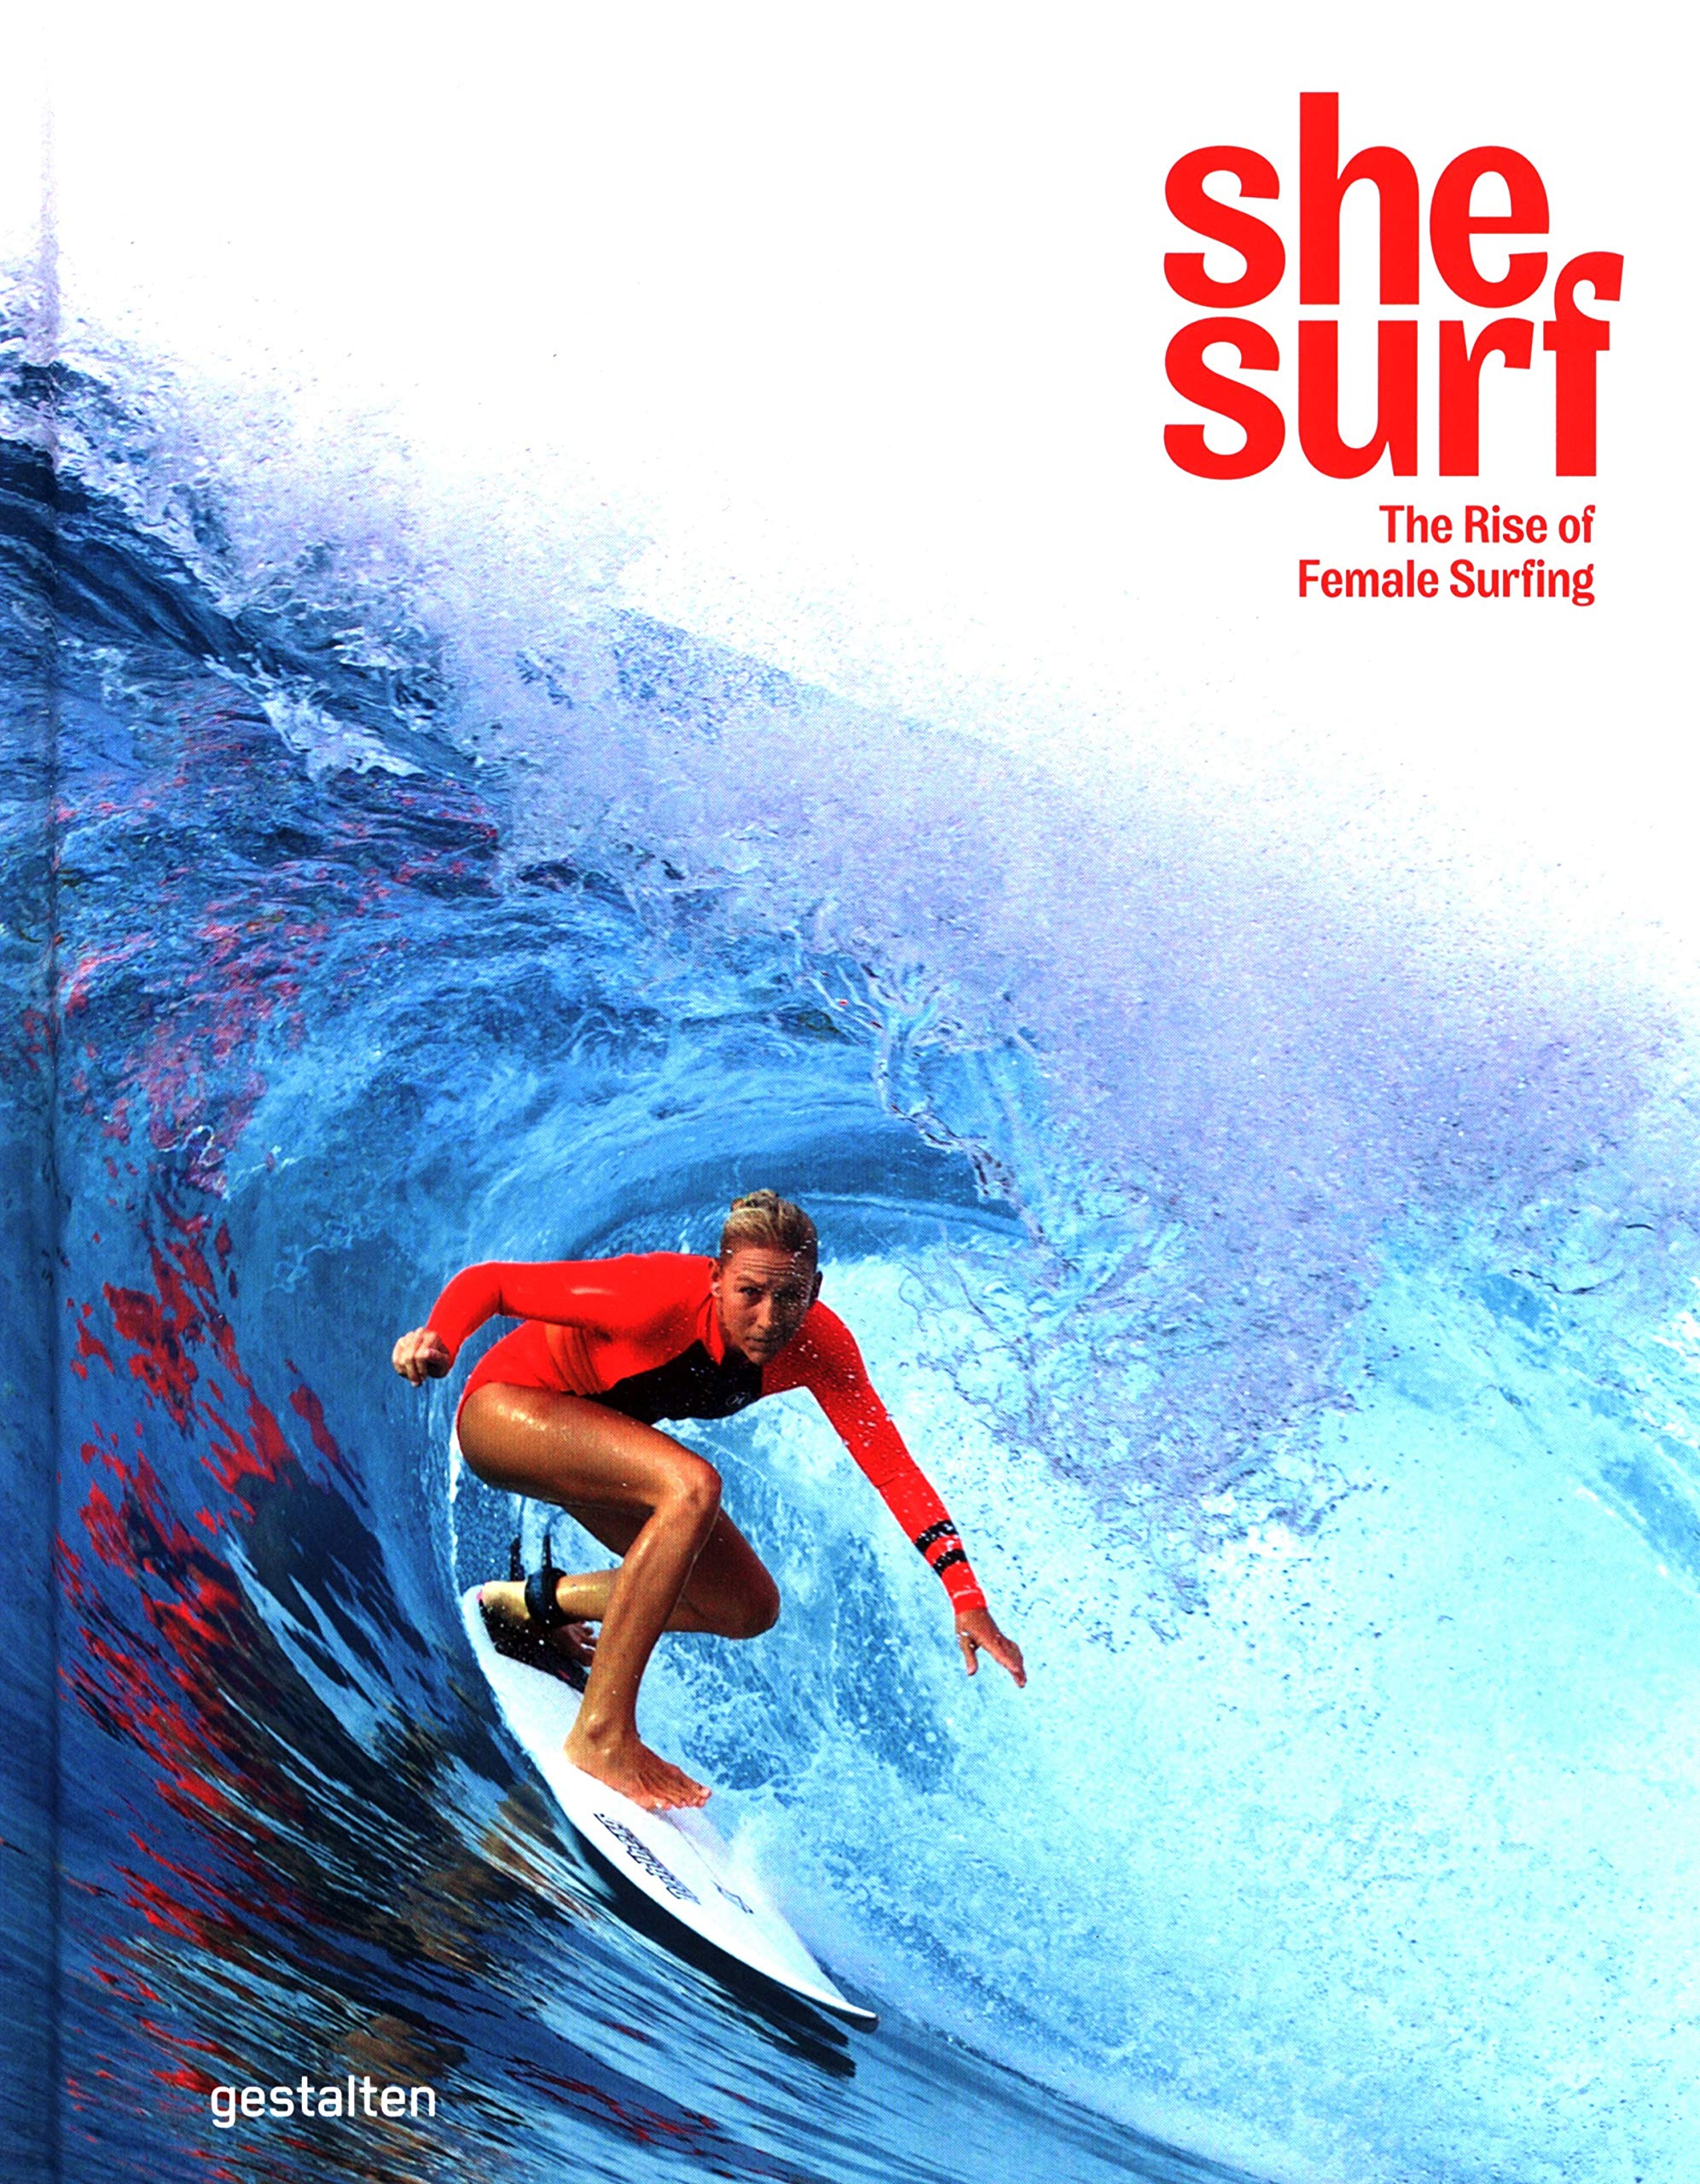 she
surf
The Rise of
Female Surfing
gestalten